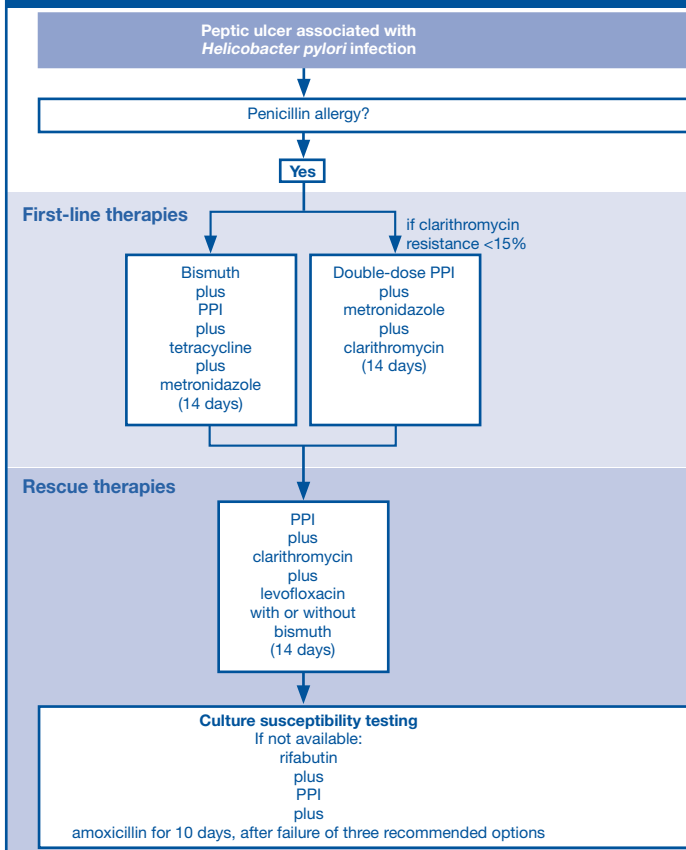 Peptic ulcer associated with
Helicobacter pylori infection
Penicillin allergy?
Yes
First-line therapies
if clarithromycin
resistance <15%
Bismuth
plus
PPI
plus
tetracycline
plus
metronidazole
(14 days)
Double-dose PPI
plus
metronidazole
plus
clarithromycin
(14 days)
Rescue therapies
PPI
plus
clarithromycin
plus
levofloxacin
with or without
bismuth
(14 days)
Culture susceptibility testing
If not available:
rifabutin
plus
PPI
plus
amoxicillin for 10 days, after failure of three recommended options